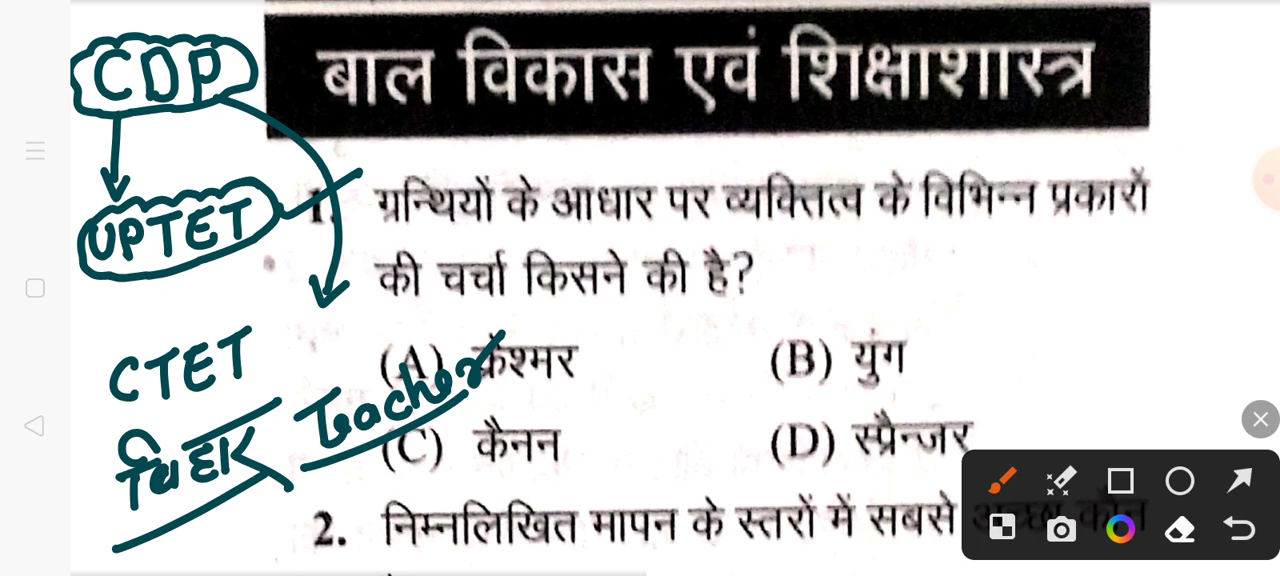 CDP
बाल विकास एवं शिक्षाशास्त्र
UPTET
1. ग्रन्थियों के आधार पर व्यक्तित्व के विभिन्न प्रकारों
की चर्चा किसने की है?
CTET
(A) क्रेश्मर (B) युंग
Teacher
(C) कैनन (D) स्प्रैन्जर
2. निम्नलिखित मापन के स्तरों में सबसे अच्छा कौन